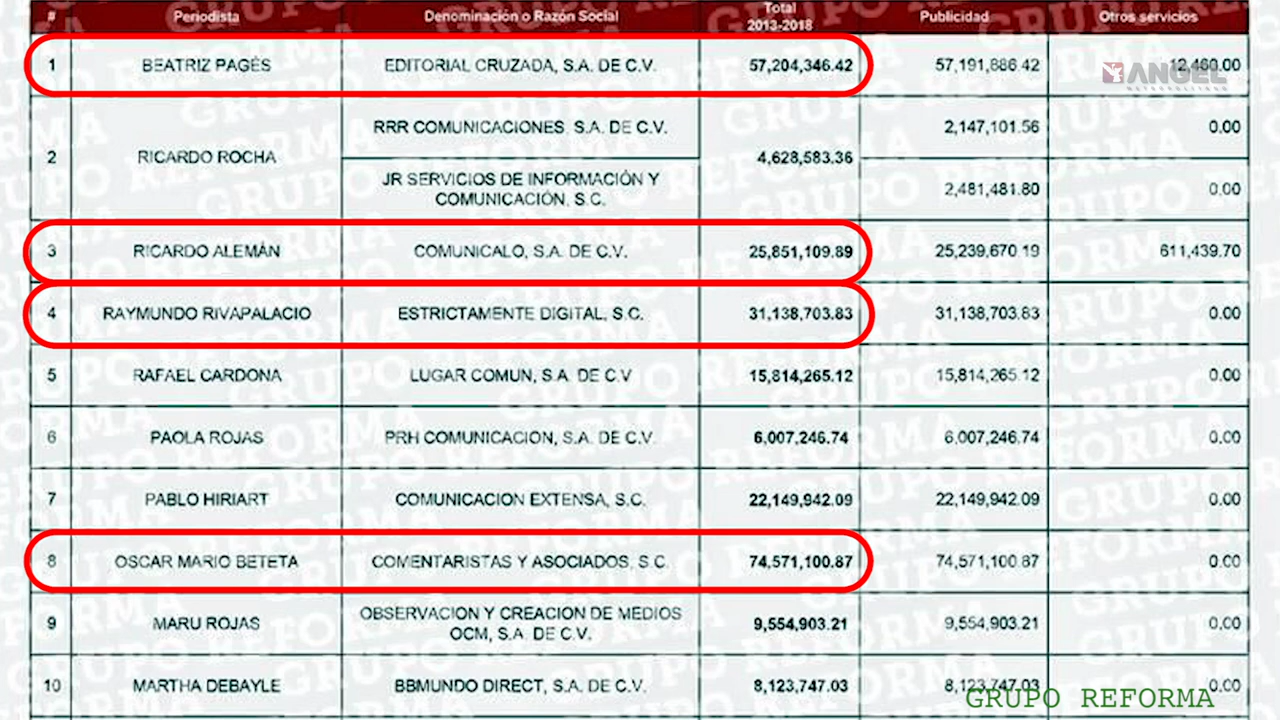 # Periodista Denominación o Razón Social Total 2013-2018 Publicidad Otros servicios
1 BEATRIZ PAGÉS EDITORIAL CRUZADA, S.A. DE C.V. 57,204,346.42 57,191,886.42 12,460.00
ANGEL
METROPOLITANO
2 RICARDO ROCHA RRR COMUNICACIONES, S.A. DE C.V. 4,628,583.36 2,147,101.56 0.00
JR SERVICIOS DE INFORMACIÓN Y
COMUNICACIÓN, S.C. 2,481,481.80 0.00
3 RICARDO ALEMÁN COMUNICALO, S.A. DE C.V. 25,851,109.89 25,239,670.19 611,439.70
4 RAYMUNDO RIVAPALACIO ESTRICTAMENTE DIGITAL, S.C. 31,138,703.83 31,138,703.83 0.00
5 RAFAEL CARDONA LUGAR COMUN, S.A. DE C.V 15,814,265.12 15,814,265.12 0.00
6 PAOLA ROJAS PRH COMUNICACION, S.A. DE C.V. 6,007,246.74 6,007,246.74 0.00
7 PABLO HIRIART COMUNICACION EXTENSA, S.C. 22,149,942.09 22,149,942.09 0.00
8 OSCAR MARIO BETETA COMENTARISTAS Y ASOCIADOS, S.C. 74,571,100.87 74,571,100.87 0.00
9 MARU ROJAS OBSERVACION Y CREACION DE MEDIOS
OCM, S.A. DE C.V. 9,554,903.21 9,554,903.21 0.00
10 MARTHA DEBAYLE BBMUNDO DIRECT, S.A. DE C.V. 8,123,747.03 8,123,747.03 0.00
GRUPO REFORMA